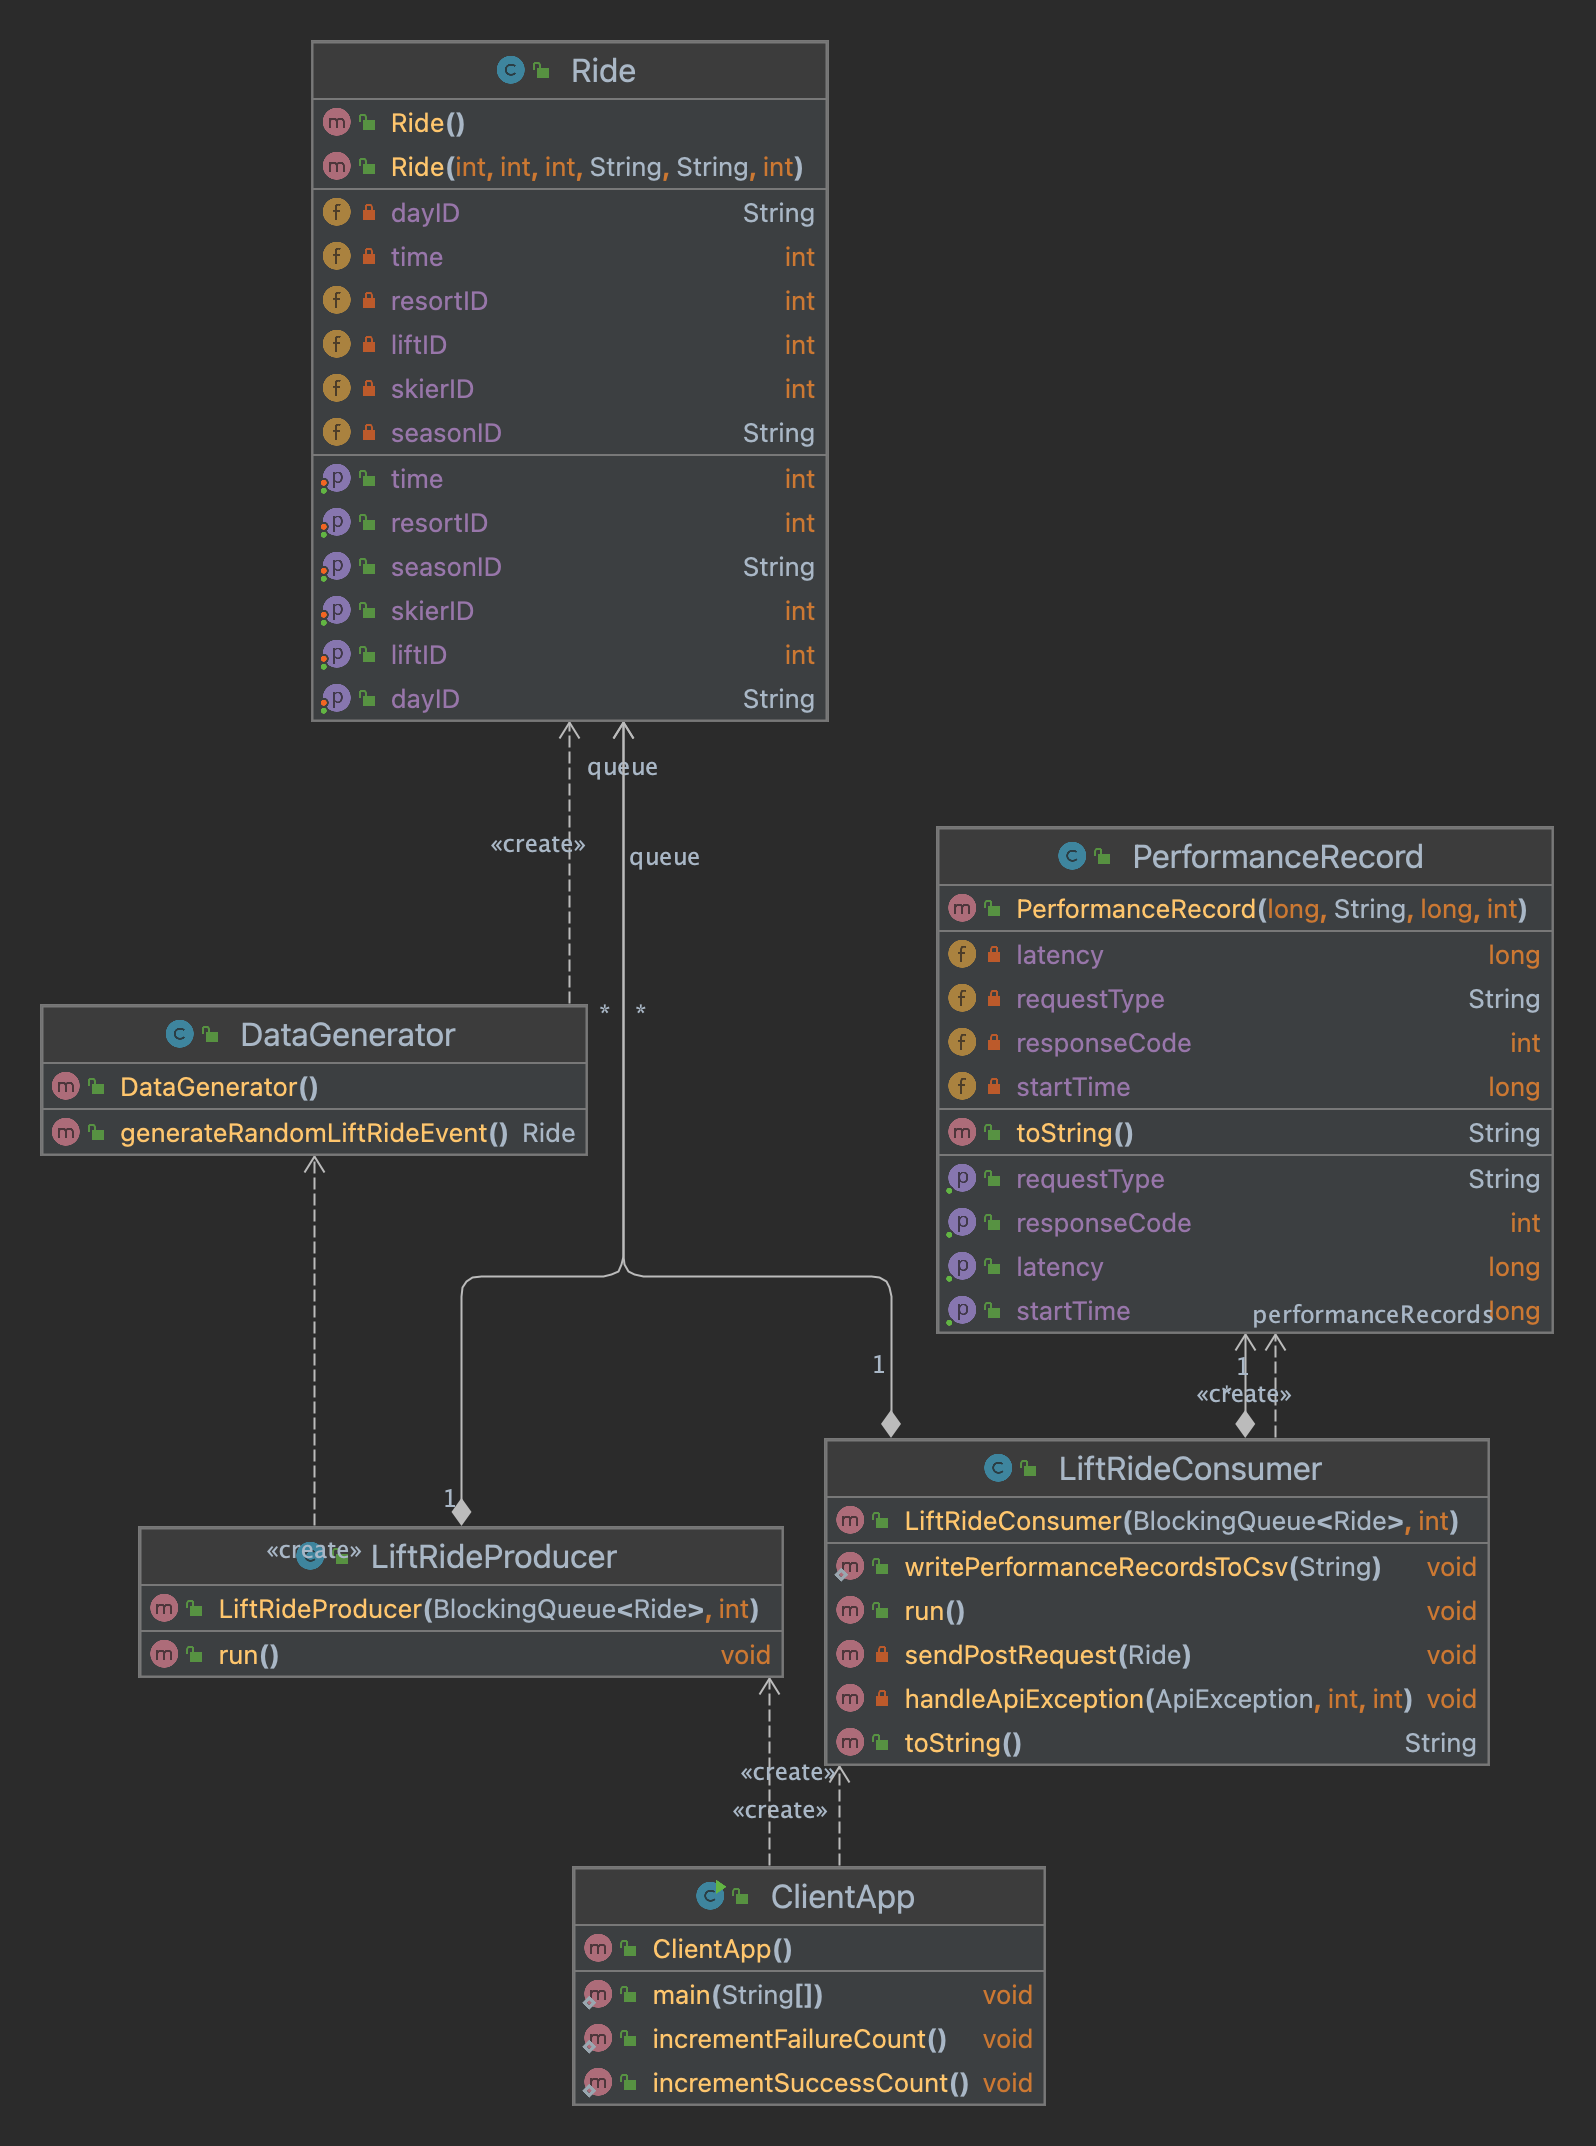 Ride
Ride()
Ride(int, int, int, String, String, int)
dayID String
time int
resortID int
liftID int
skierID int
seasonID String
time int
resortID int
seasonID String
skierID int
liftID int
dayID String
queue
«create»
queue
* *
PerformanceRecord
PerformanceRecord(long, String, long, int)
latency long
requestType String
responseCode int
startTime long
toString() String
requestType String
responseCode int
latency long
startTime long
performanceRecords
DataGenerator
DataGenerator()
generateRandomLiftRideEvent() Ride
1
1
*
«create»
1
LiftRideConsumer
LiftRideConsumer(BlockingQueue<Ride>, int)
writePerformanceRecordsToCsv(String) void
run() void
sendPostRequest(Ride) void
handleApiException(ApiException, int, int) void
toString() String
«create»
LiftRideProducer
LiftRideProducer(BlockingQueue<Ride>, int)
run() void
«create»
«create»
ClientApp
ClientApp()
main(String[]) void
incrementFailureCount() void
incrementSuccessCount() void